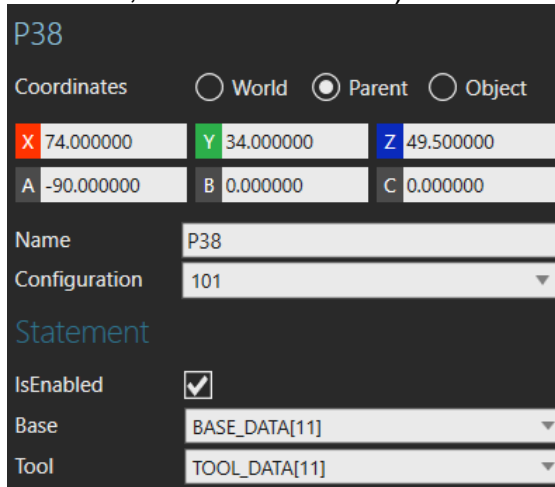 P38
Coordinates World Parent Object
X 74.000000 Y 34.000000 Z 49.500000
A -90.000000 B 0.000000 C 0.000000
Name P38
Configuration 101
Statement
IsEnabled
Base BASE_DATA[11]
Tool TOOL_DATA[11]